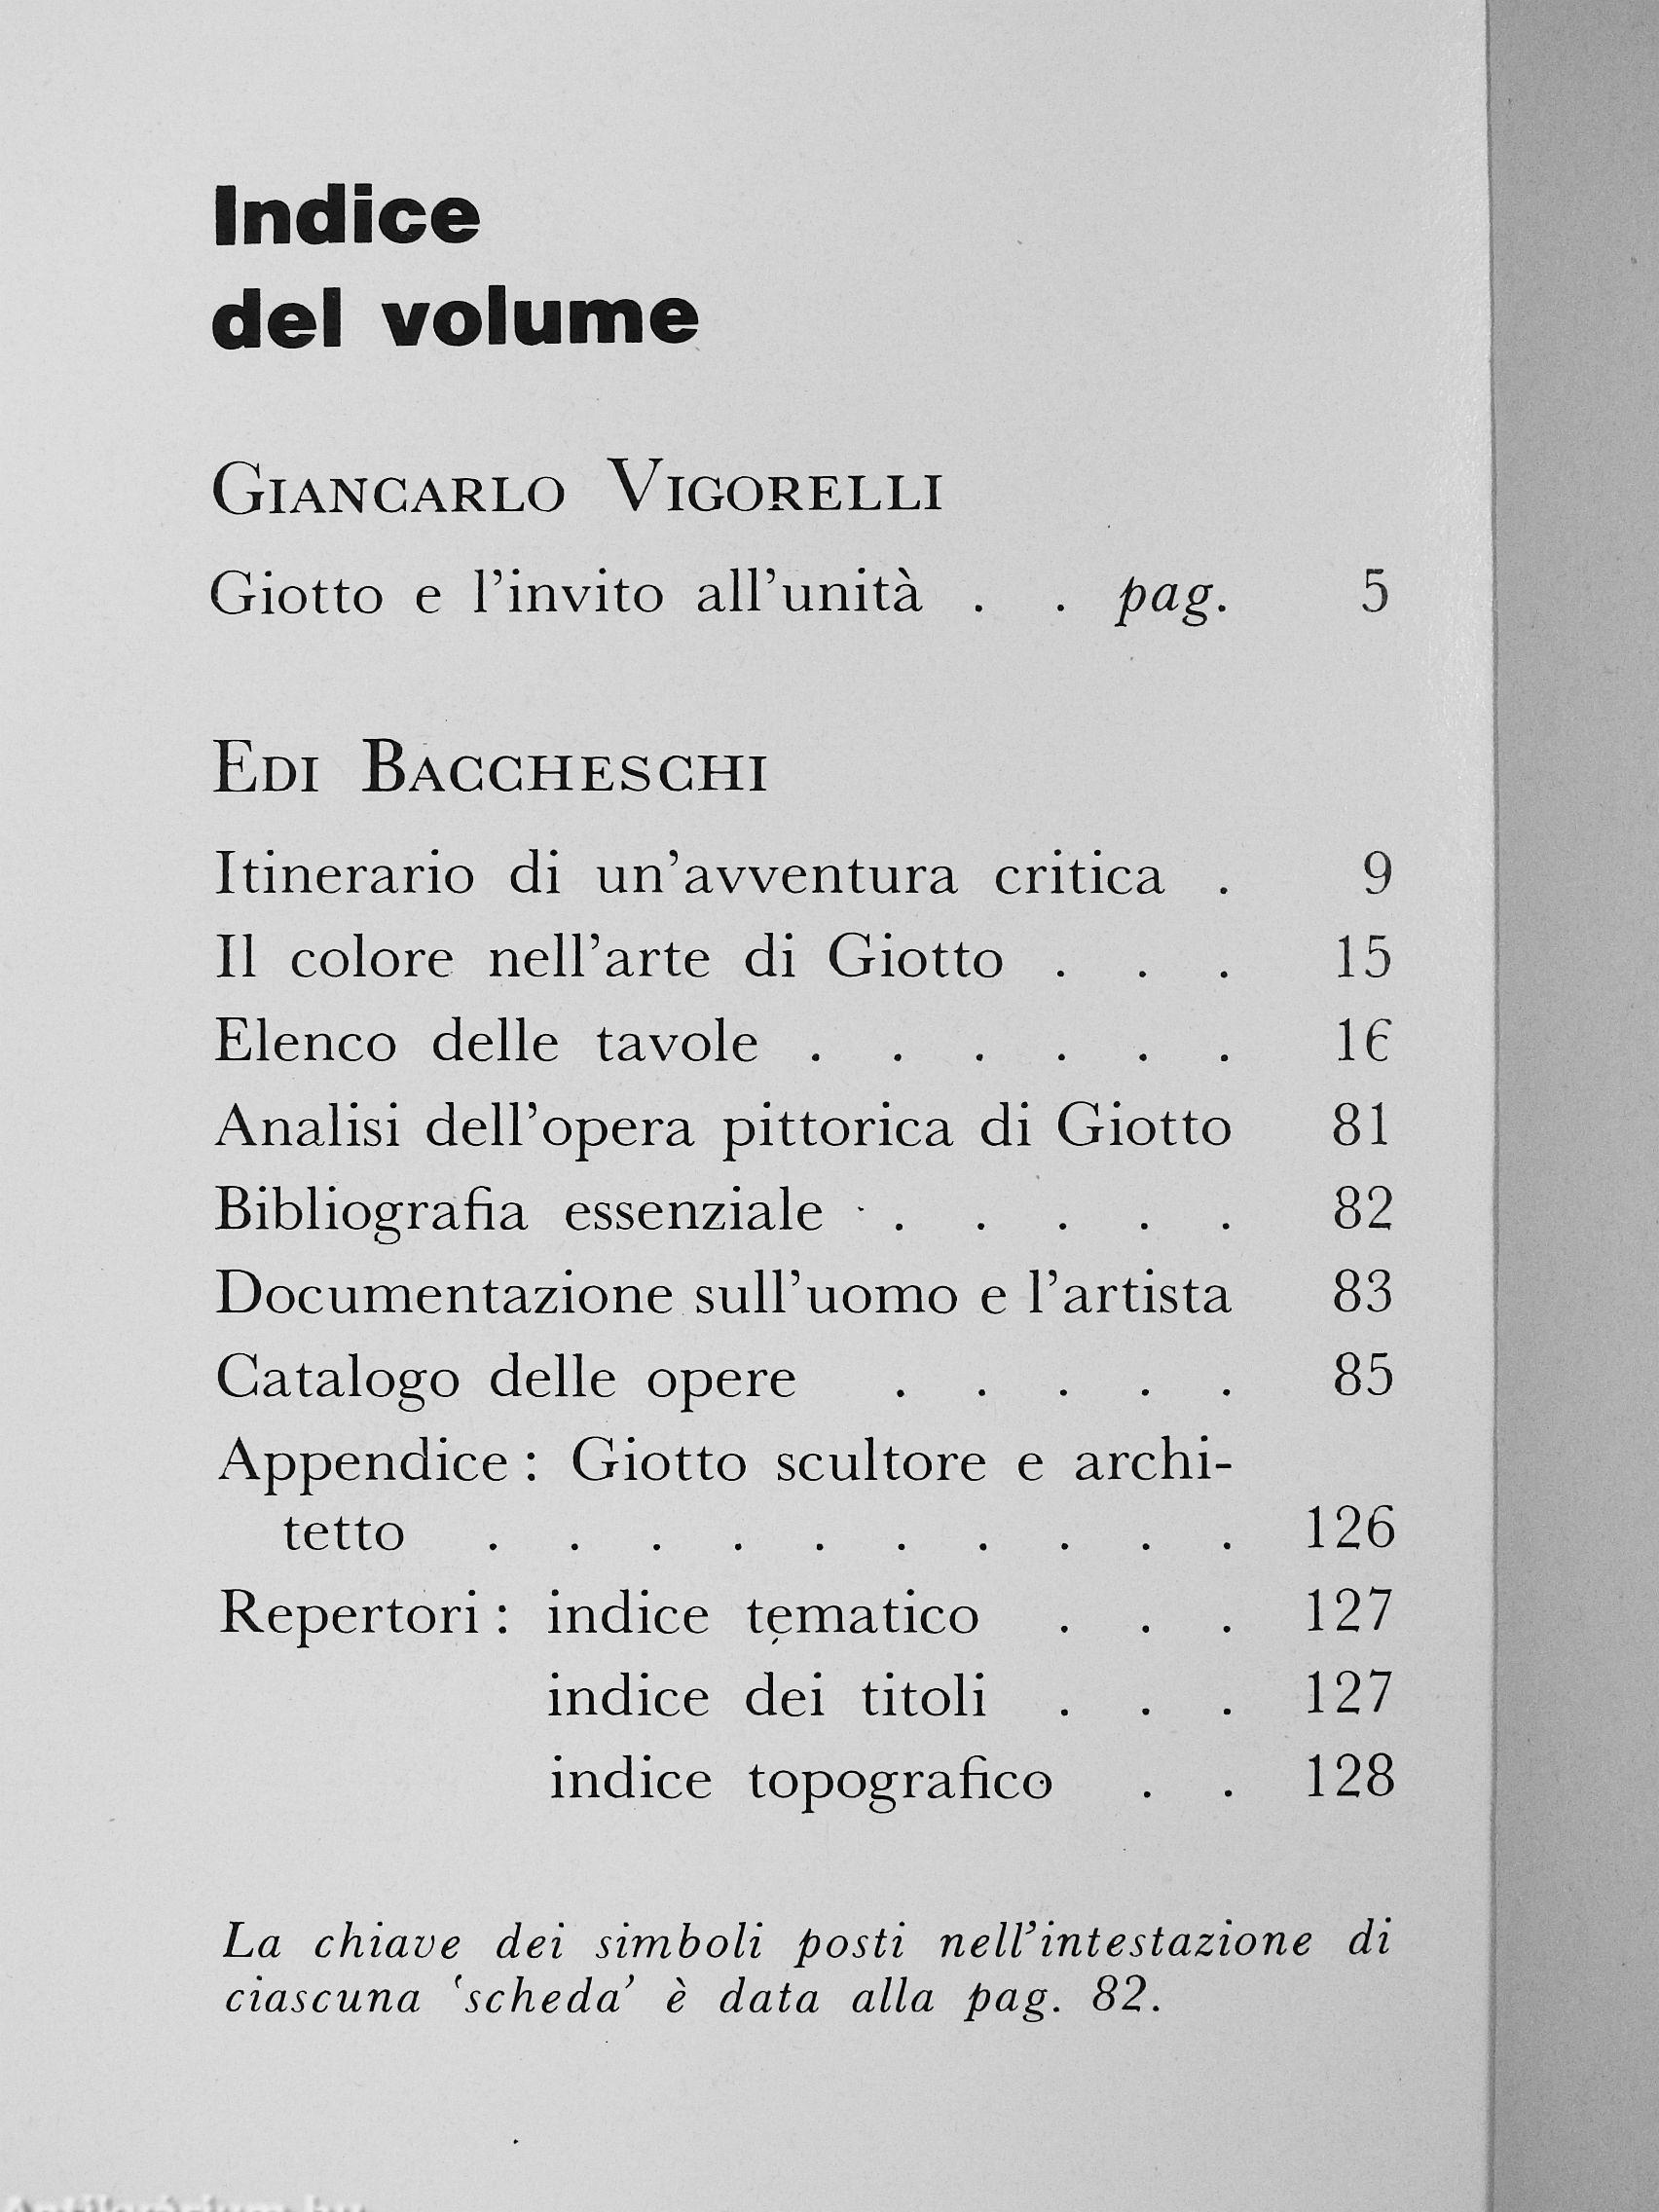 Indice
del volume
GIANCARLO VIGORELLI
Giotto e l'invito all'unità . . pag. 5
EDI BACCHESCHI
Itinerario di un'avventura critica . 9
Il colore nell'arte di Giotto . . . 15
Elenco delle tavole . . . . . . 16
Analisi dell'opera pittorica di Giotto 81
Bibliografia essenziale . . . . . 82
Documentazione sull'uomo e l'artista 83
Catalogo delle opere . . . . . 85
Appendice: Giotto scultore e archi-
tetto . . . . . . . . . . 126
Repertori: indice tematico . . . 127
indice dei titoli . . . 127
indice topografico . . 128
La chiave dei simboli posti nell'intestazione di
ciascuna 'scheda' è data alla pag. 82.